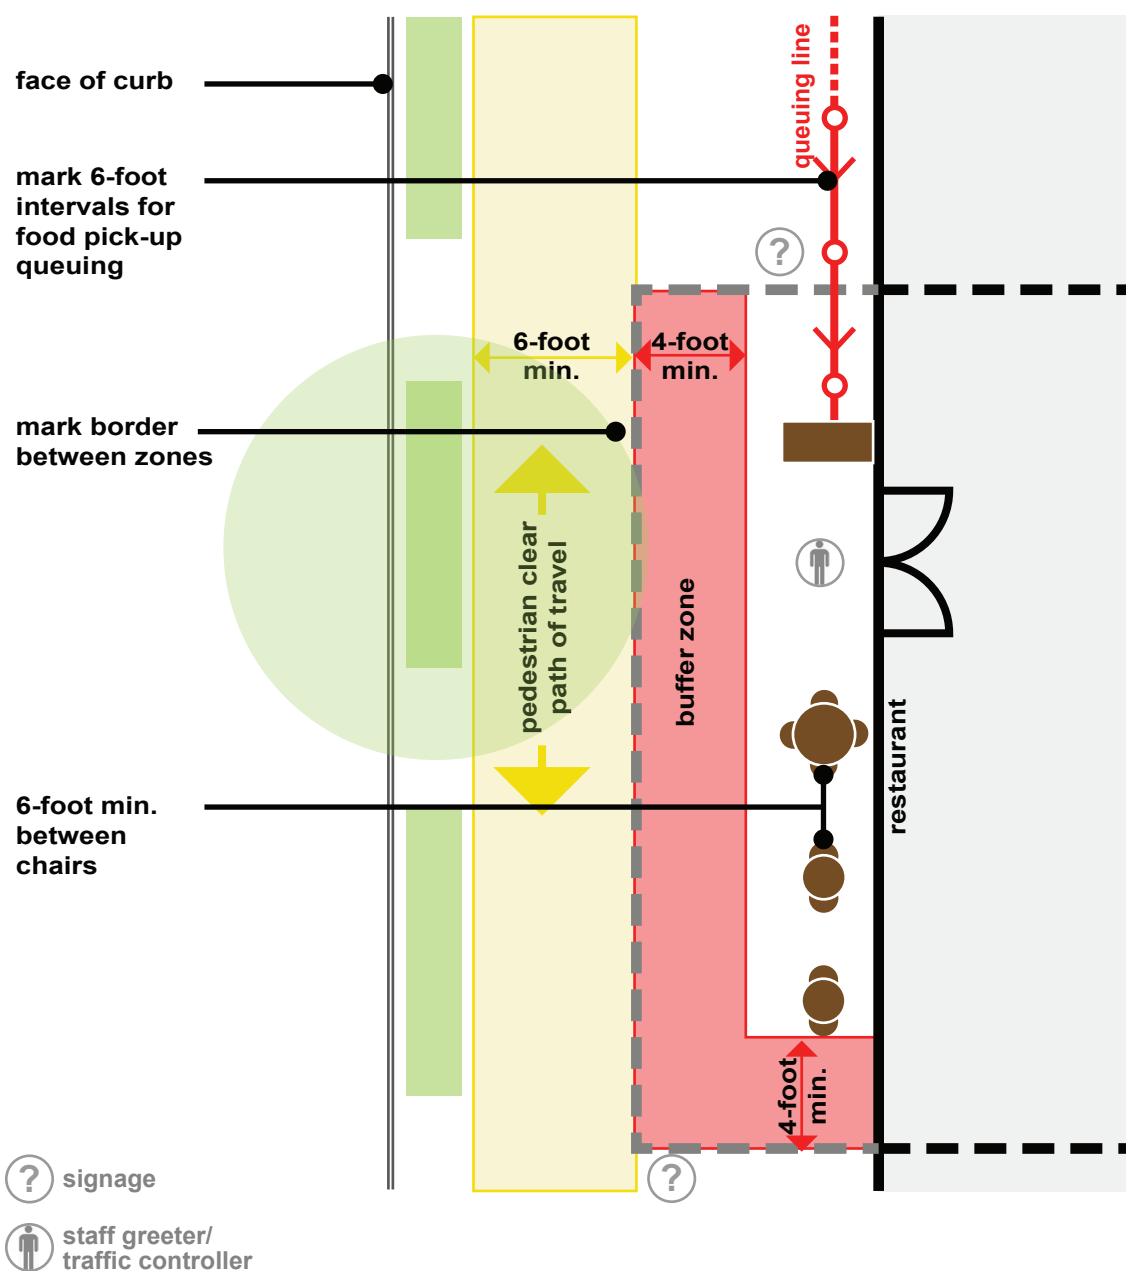 face of curb
mark 6-foot
intervals for
food pick-up
queuing
queuing line
?
6-foot
min.
4-foot
min.
mark border
between zones
pedestrian clear
path of travel
buffer zone
restaurant
6-foot min.
between
chairs
4-foot
min.
?
? signage
staff greeter/
traffic controller